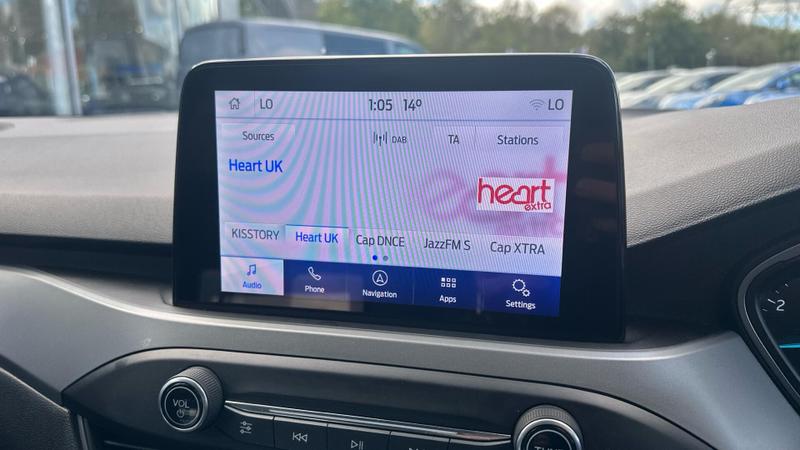 LO 1:05 14° LO
Sources DAB TA Stations
Heart UK
heart
extra
KISSTORY Heart UK Cap DNCE JazzFM S Cap XTRA
Audio Phone Navigation Apps Settings
2
VOL